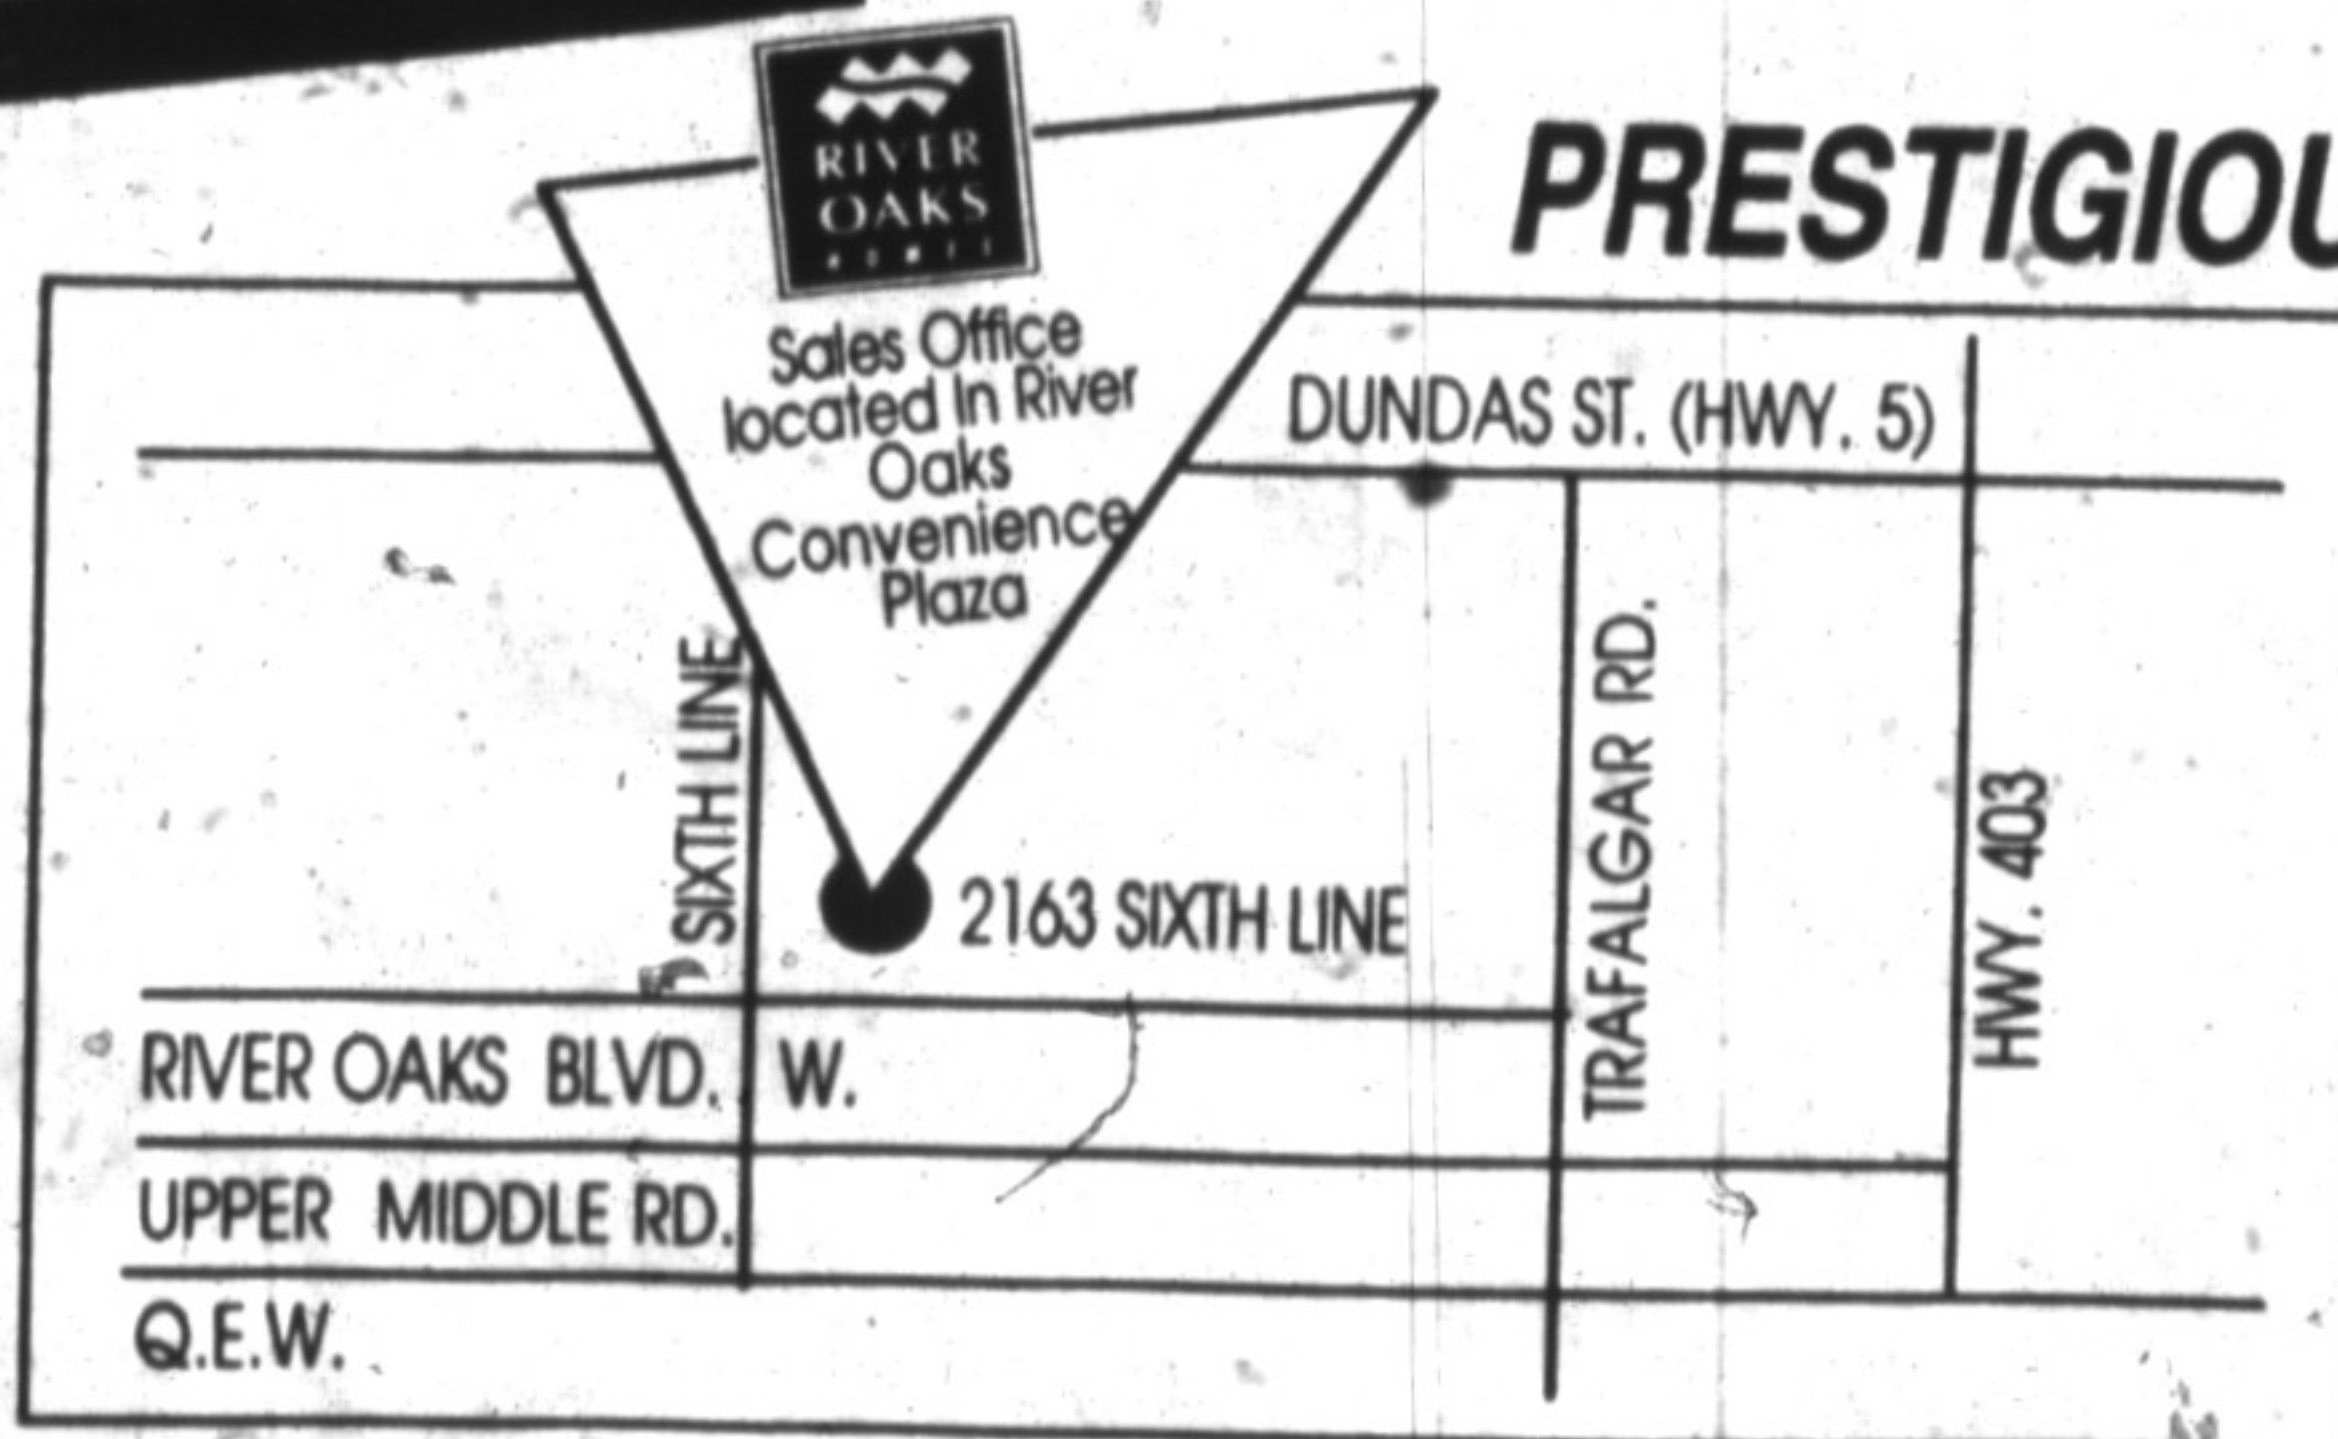 RIVER
OAKS
PRESTIGIOU
Sales Office
located In River
Oaks
Convenience
Plaza
DUNDAS ST. (HWY. 5)
SIXTH LINE
TRAFALGAR RD.
HWY. 403
2163 SIXTH LINE
RIVER OAKS BLVD. W.
UPPER MIDDLE RD.
Q.E.W.